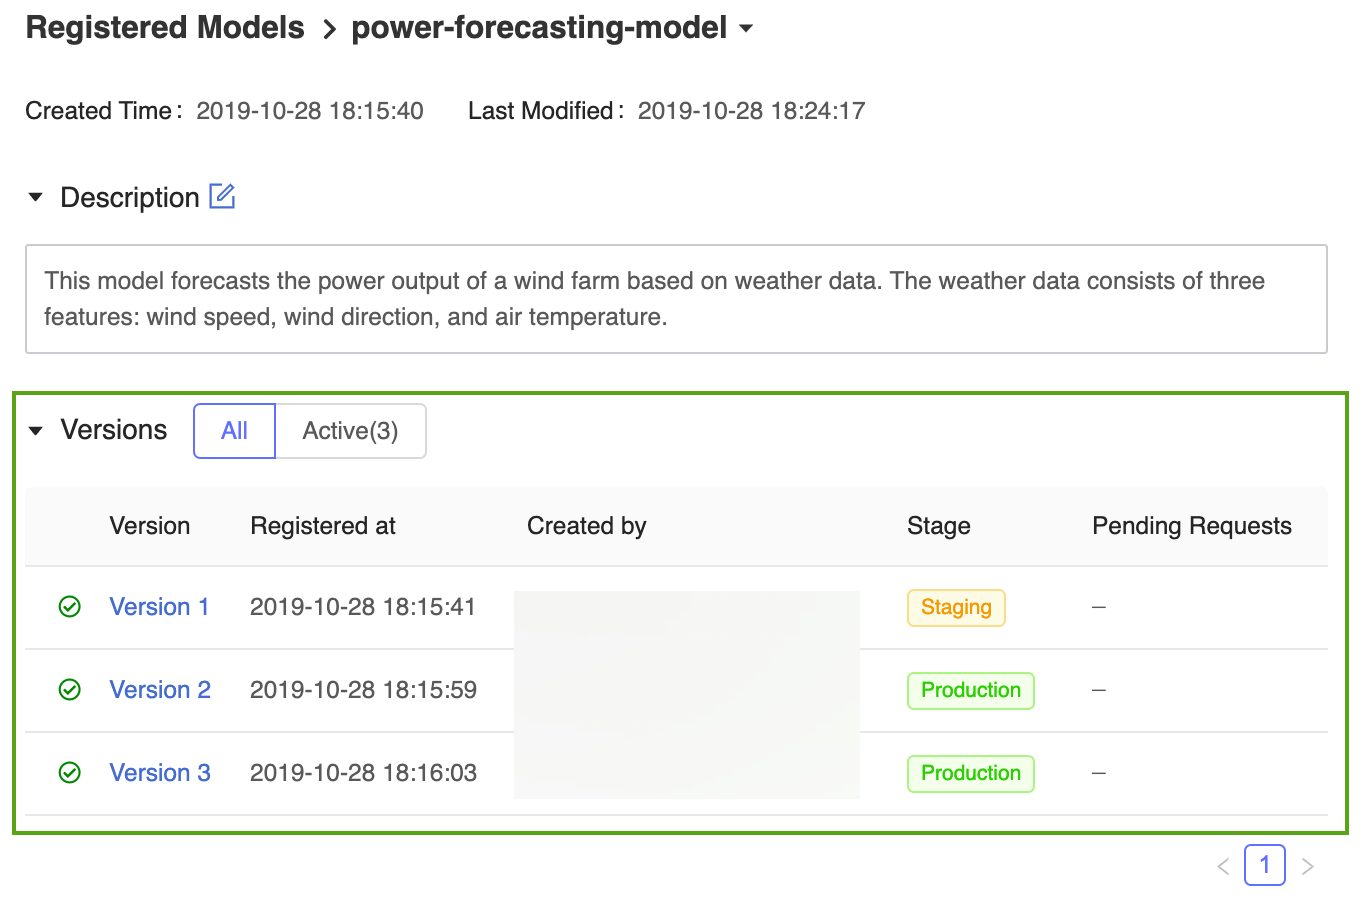 Registered Models > power-forecasting-model
Created Time: 2019-10-28 18:15:40 Last Modified: 2019-10-28 18:24:17
Description
This model forecasts the power output of a wind farm based on weather data. The weather data consists of three
features: wind speed, wind direction, and air temperature.
Versions All Active(3)
Version Registered at Created by Stage Pending Requests
Version 1 2019-10-28 18:15:41 Staging –
Version 2 2019-10-28 18:15:59 Production –
Version 3 2019-10-28 18:16:03 Production –
< 1 >